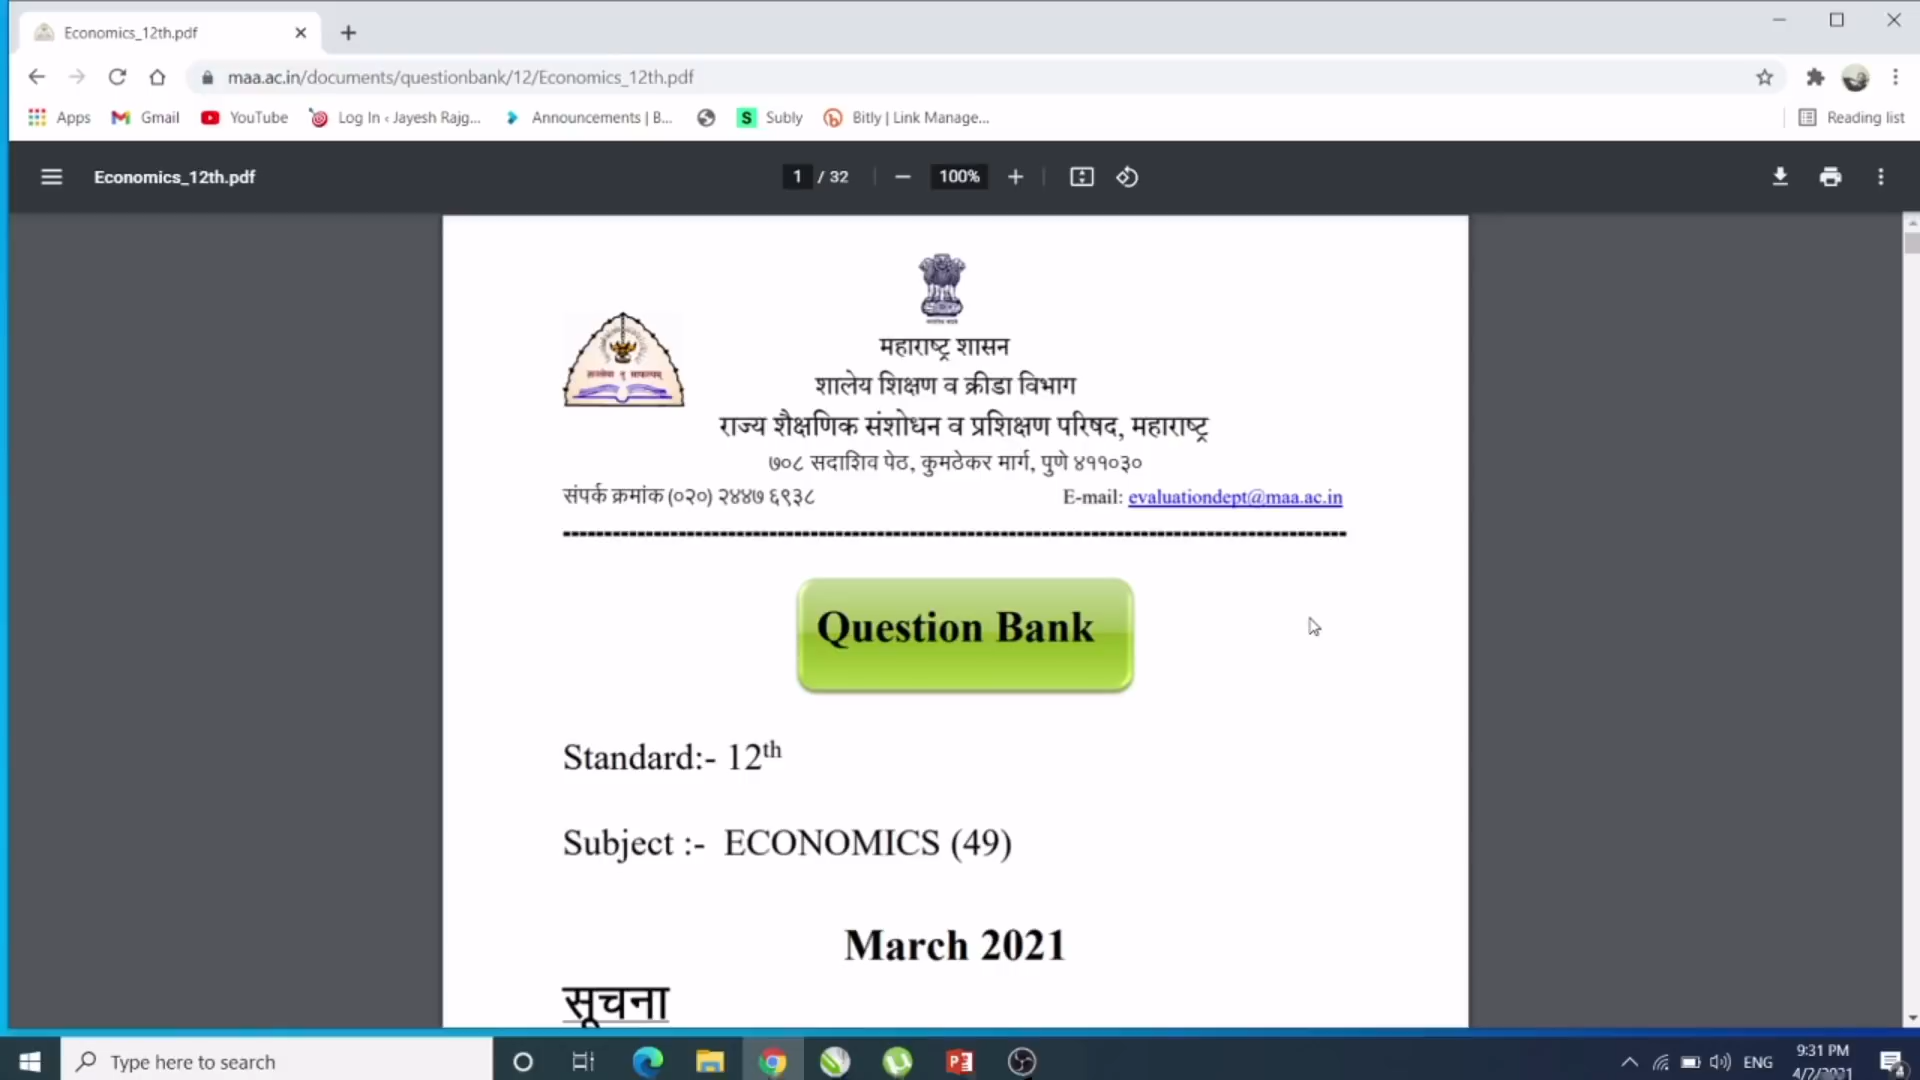 Economics_12th.pdf
maa.ac.in/documents/questionbank/12/Economics_12th.pdf
Apps Gmail YouTube Log In ‹ Jayesh Rajg... Announcements | B... Subly Bitly | Link Manage... Reading list
Economics_12th.pdf 1 / 32 100%
महाराष्ट्र शासन
शालेय शिक्षण व क्रीडा विभाग
राज्य शैक्षणिक संशोधन व प्रशिक्षण परिषद, महाराष्ट्र
७०८ सदाशिव पेठ, कुमठेकर मार्ग, पुणे ४११०३०
संपर्क क्रमांक (०२०) २४४७ ६९३८ E-mail: evaluationdept@maa.ac.in
Question Bank
Standard:- 12th
Subject :- ECONOMICS (49)
March 2021
सूचना
Type here to search ENG 9:31 PM
4/2/2021